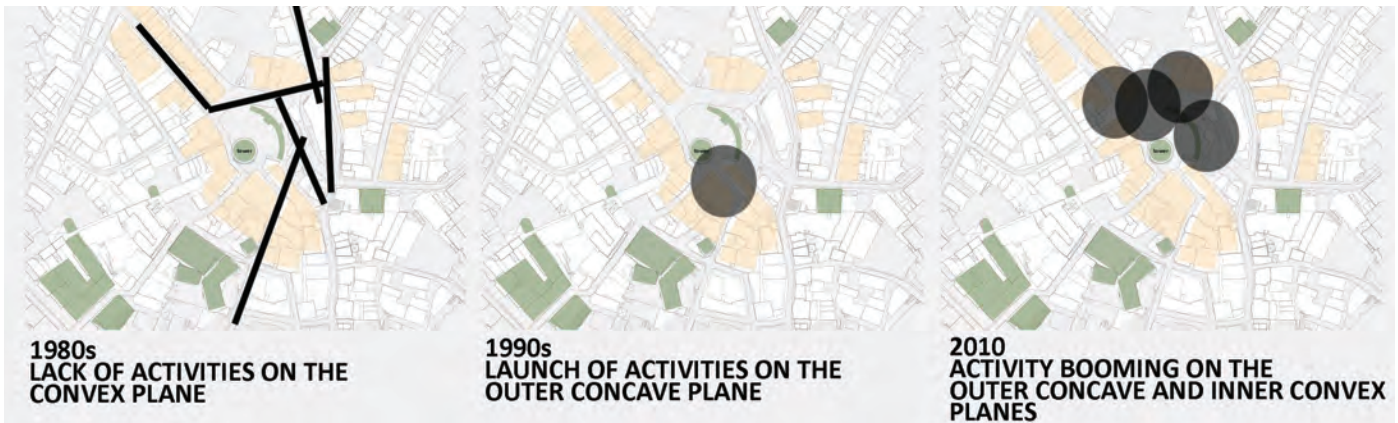 1980s
LACK OF ACTIVITIES ON THE
CONVEX PLANE
1990s
LAUNCH OF ACTIVITIES ON THE
OUTER CONCAVE PLANE
2010
ACTIVITY BOOMING ON THE
OUTER CONCAVE AND INNER CONVEX
PLANES